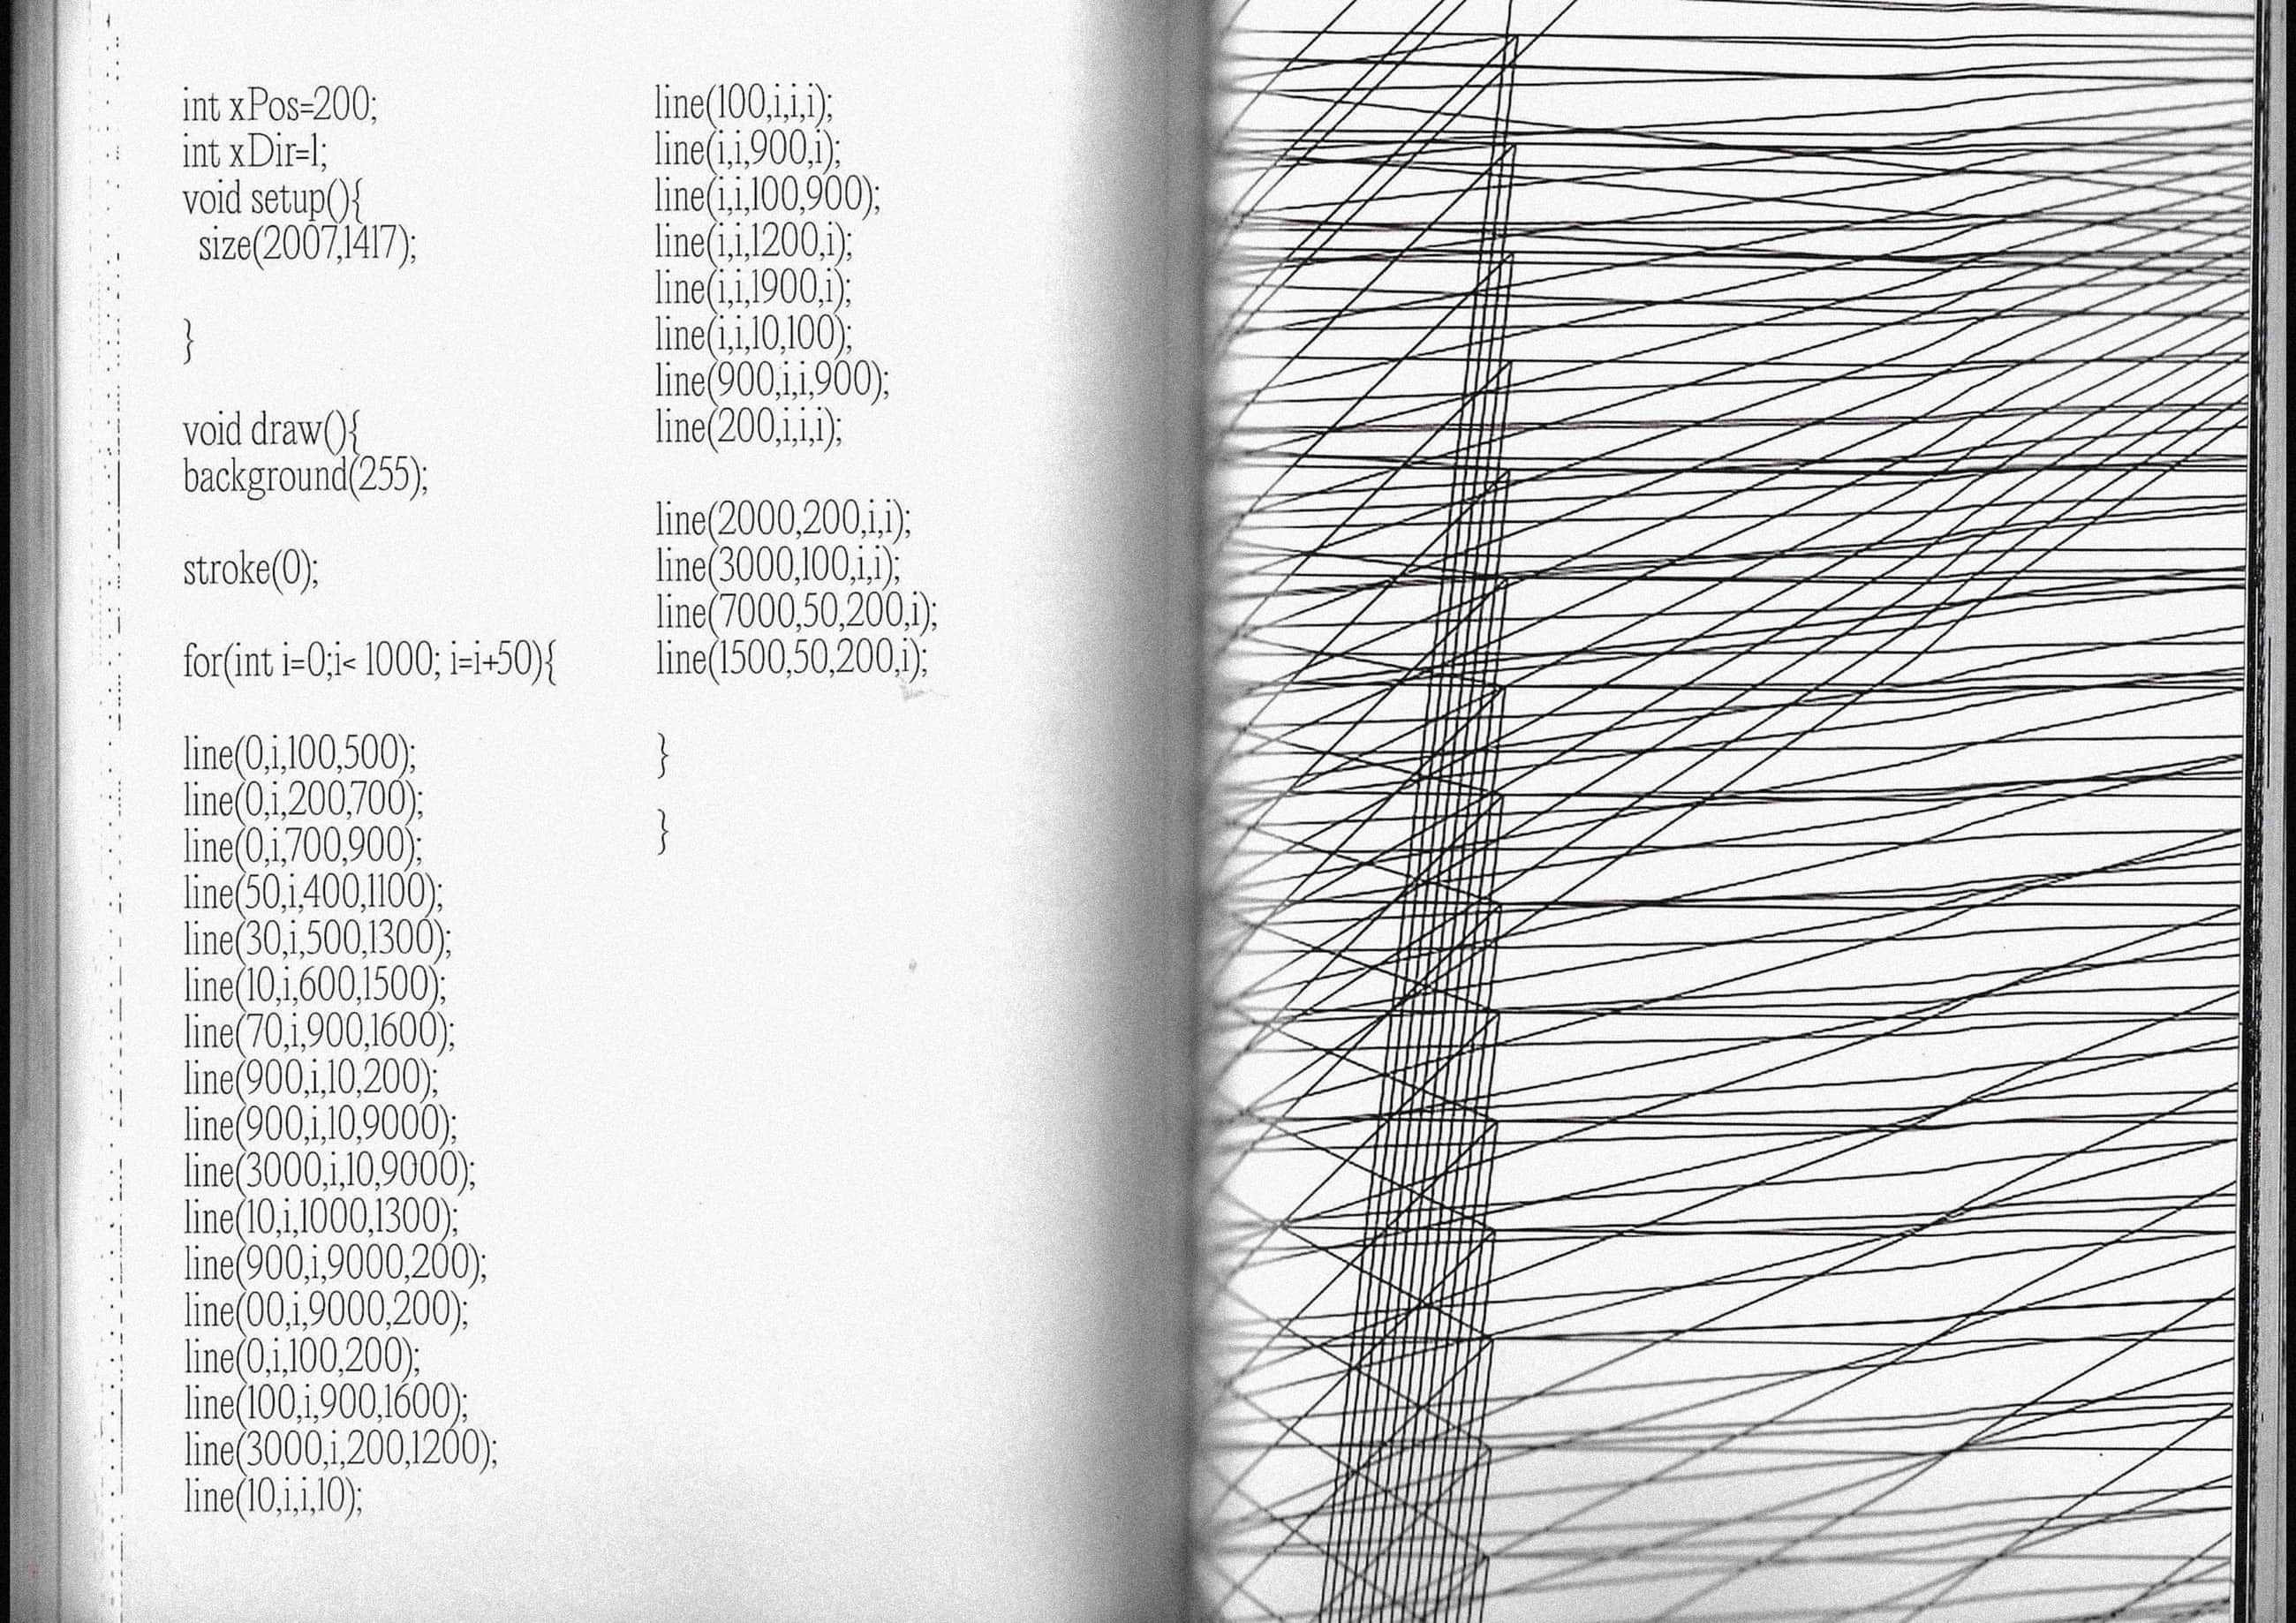 int xPos=200;
int xDir=1;
void setup(){
size(2007,1417);
}
void draw(){
background(255);
stroke(0);
for(int i=0;i< 1000; i=i+50){
line(0,i,100,500);
line(0,i,200,700);
line(0,i,700,900);
line(50,i,400,1100);
line(30,i,500,1300);
line(10,i,600,1500);
line(70,i,900,1600);
line(900,i,10,200);
line(900,i,10,9000);
line(3000,i,10,9000);
line(10,i,1000,1300);
line(900,i,9000,200);
line(00,i,9000,200);
line(0,i,100,200);
line(100,i,900,1600);
line(3000,i,200,1200);
line(10,i,i,10);
line(100,i,i,i);
line(i,i,900,i);
line(i,i,100,900);
line(i,i,1200,i);
line(i,i,1900,i);
line(i,i,10,100);
line(900,i,i,900);
line(200,i,i,i);
line(2000,200,i,i);
line(3000,100,i,i);
line(7000,50,200,i);
line(1500,50,200,i);
}
}